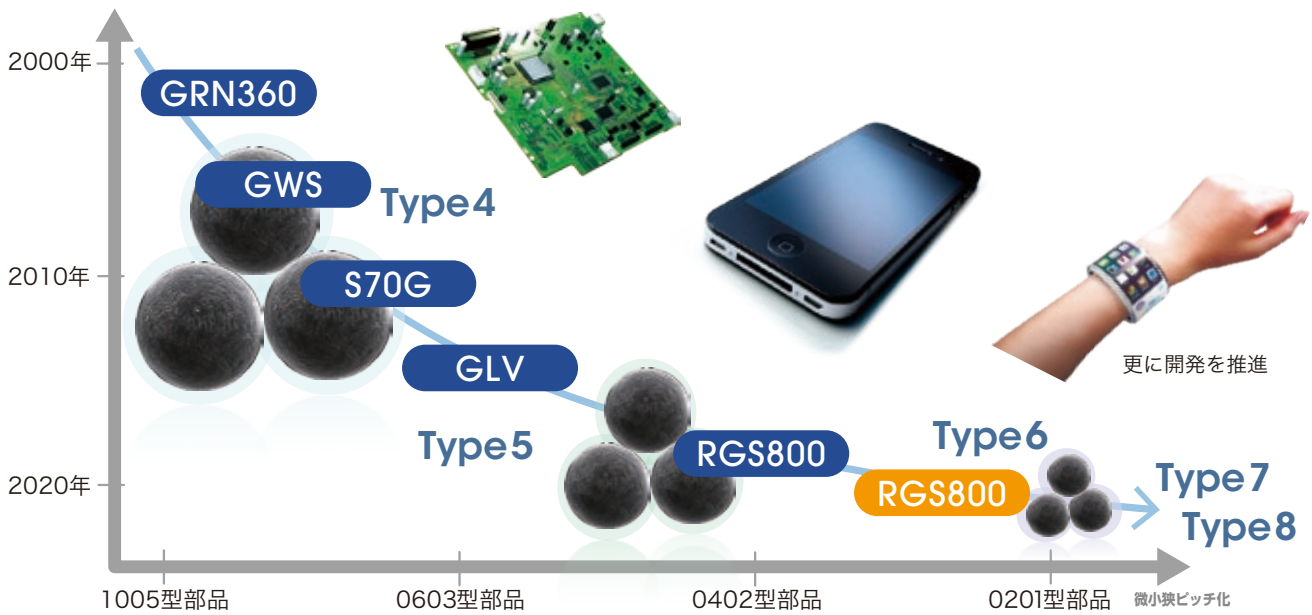 2000年
GRN360
GWS
Type4
2010年
S70G
GLV
更に開発を推進
Type5
RGS800
Type6
RGS800
2020年
Type7
Type8
1005型部品
0603型部品
0402型部品
0201型部品
微小狭ピッチ化